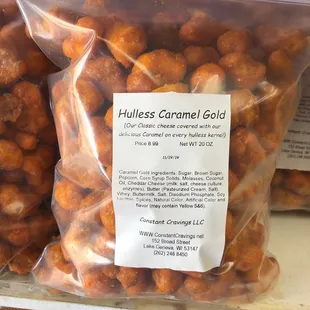 Hulless Caramel Gold
(Our Classic cheese covered with our
delicious Caramel on every hulless kernel)
Price 8.99 Net WT 20 OZ.
Caramel Gold Ingredients: Sugar, Brown Sugar,
Popcorn, Corn Syrup Solids, Molasses, Coconut
Oil, Cheddar Cheese (milk, salt, cheese culture,
enzymes), Butter (Pasteurized Cream, Salt),
Whey, Buttermilk, Salt, Disodium Phosphate, Soy
Lecithin, Spices, Natural Color, Artificial Color and
flavor (may contain Yellow 5&6).
Constant Cravings LLC
WWW.ConstantCravings.net
152 Broad Street
Lake Geneva, WI 53147
(262) 248 8450